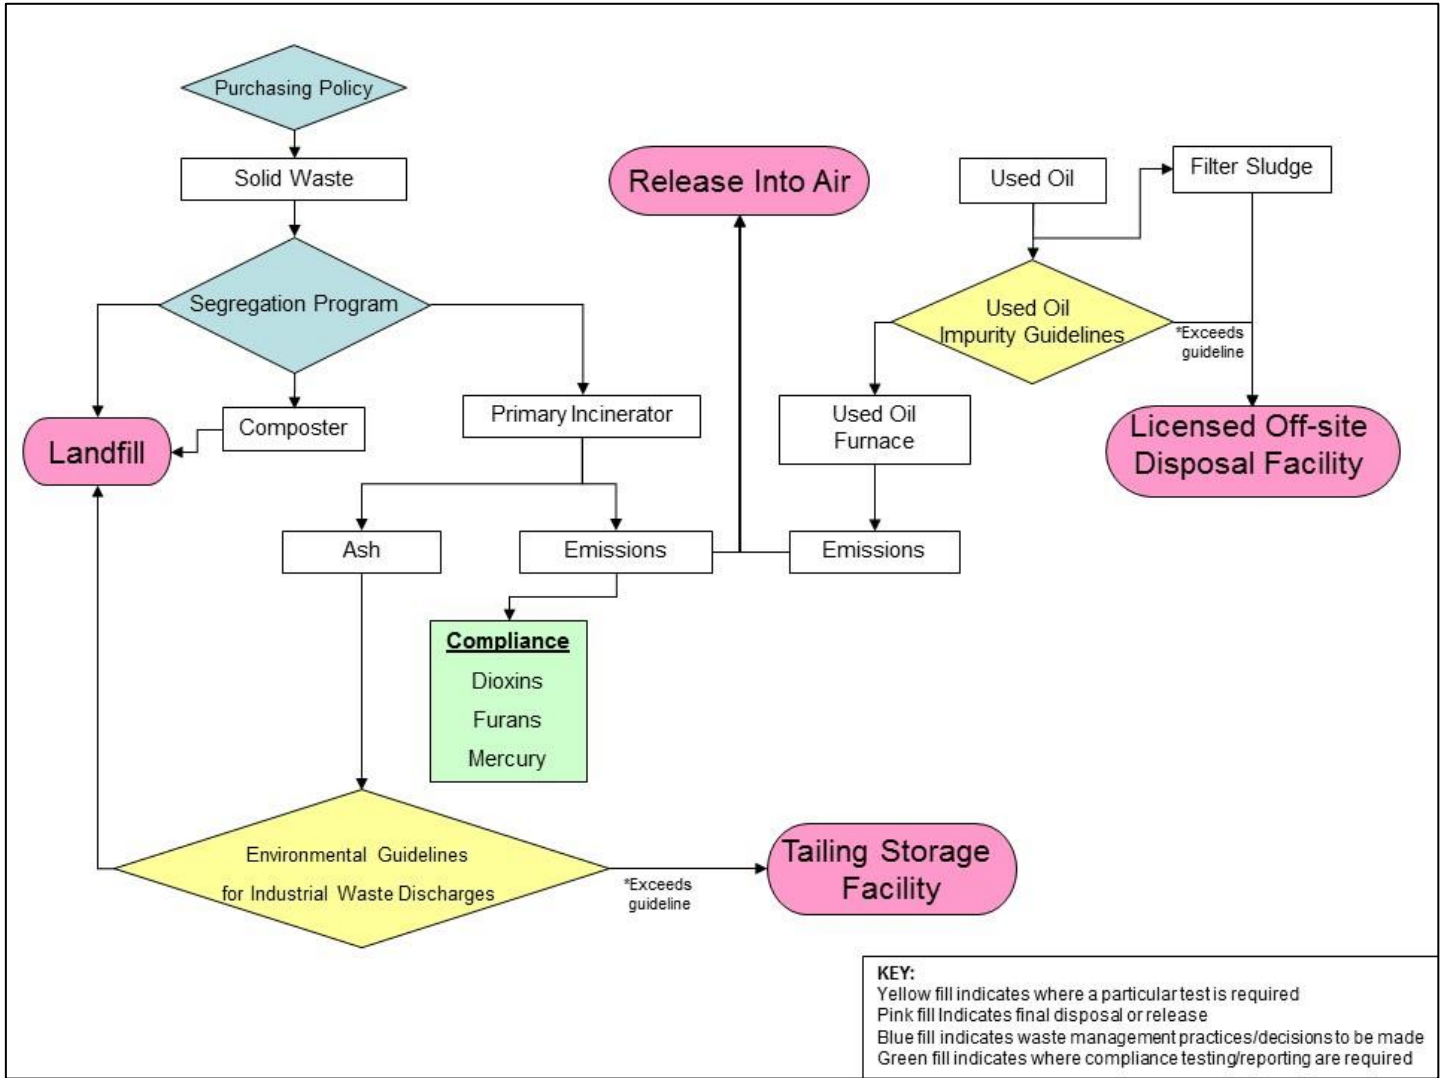 Purchasing Policy
Solid Waste
Segregation Program
Landfill
Composter
Primary Incinerator
Ash
Emissions
Compliance
Dioxins
Furans
Mercury
Environmental Guidelines
for Industrial Waste Discharges
*Exceeds
guideline
Tailing Storage
Facility
Release Into Air
Used Oil
Filter Sludge
Used Oil
Impurity Guidelines
*Exceeds
guideline
Used Oil
Furnace
Emissions
Licensed Off-site
Disposal Facility
KEY:
Yellow fill indicates where a particular test is required
Pink fill Indicates final disposal or release
Blue fill indicates waste management practices/decisions to be made
Green fill indicates where compliance testing/reporting are required